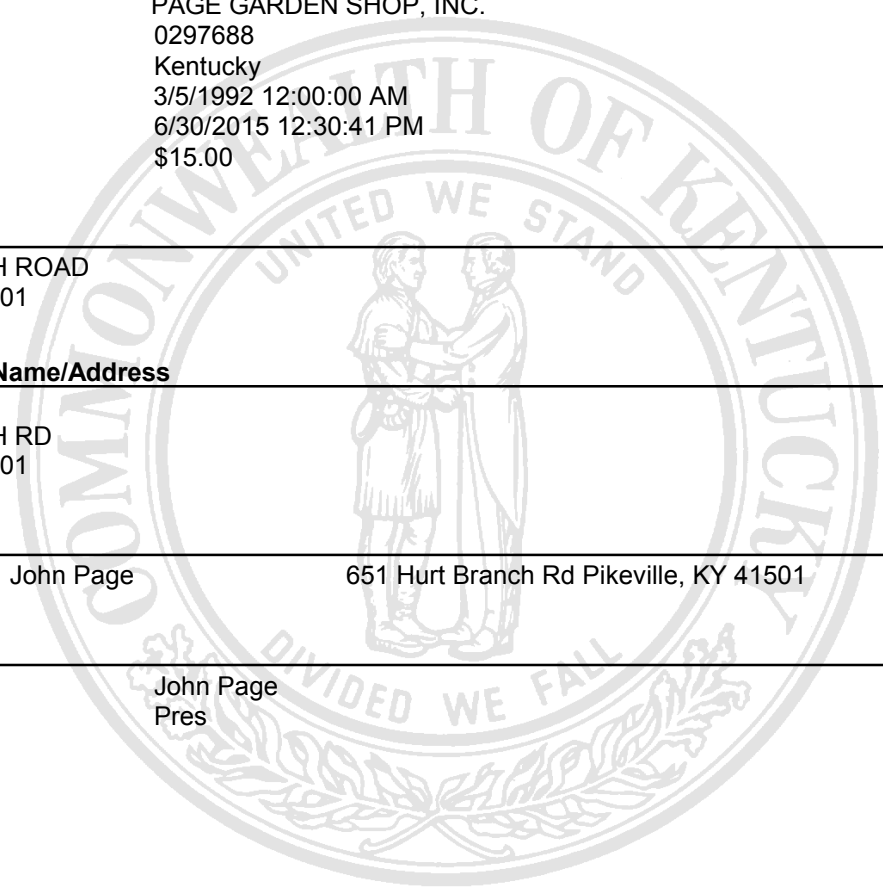 PAGE GARDEN SHOP, INC.
0297688
Kentucky
3/5/1992 12:00:00 AM
6/30/2015 12:30:41 PM
$15.00
H ROAD
01
Name/Address
H RD
01
John Page 651 Hurt Branch Rd Pikeville, KY 41501
John Page
Pres
COMMONWEALTH OF KENTUCKY
UNITED WE STAND
DIVIDED WE FALL